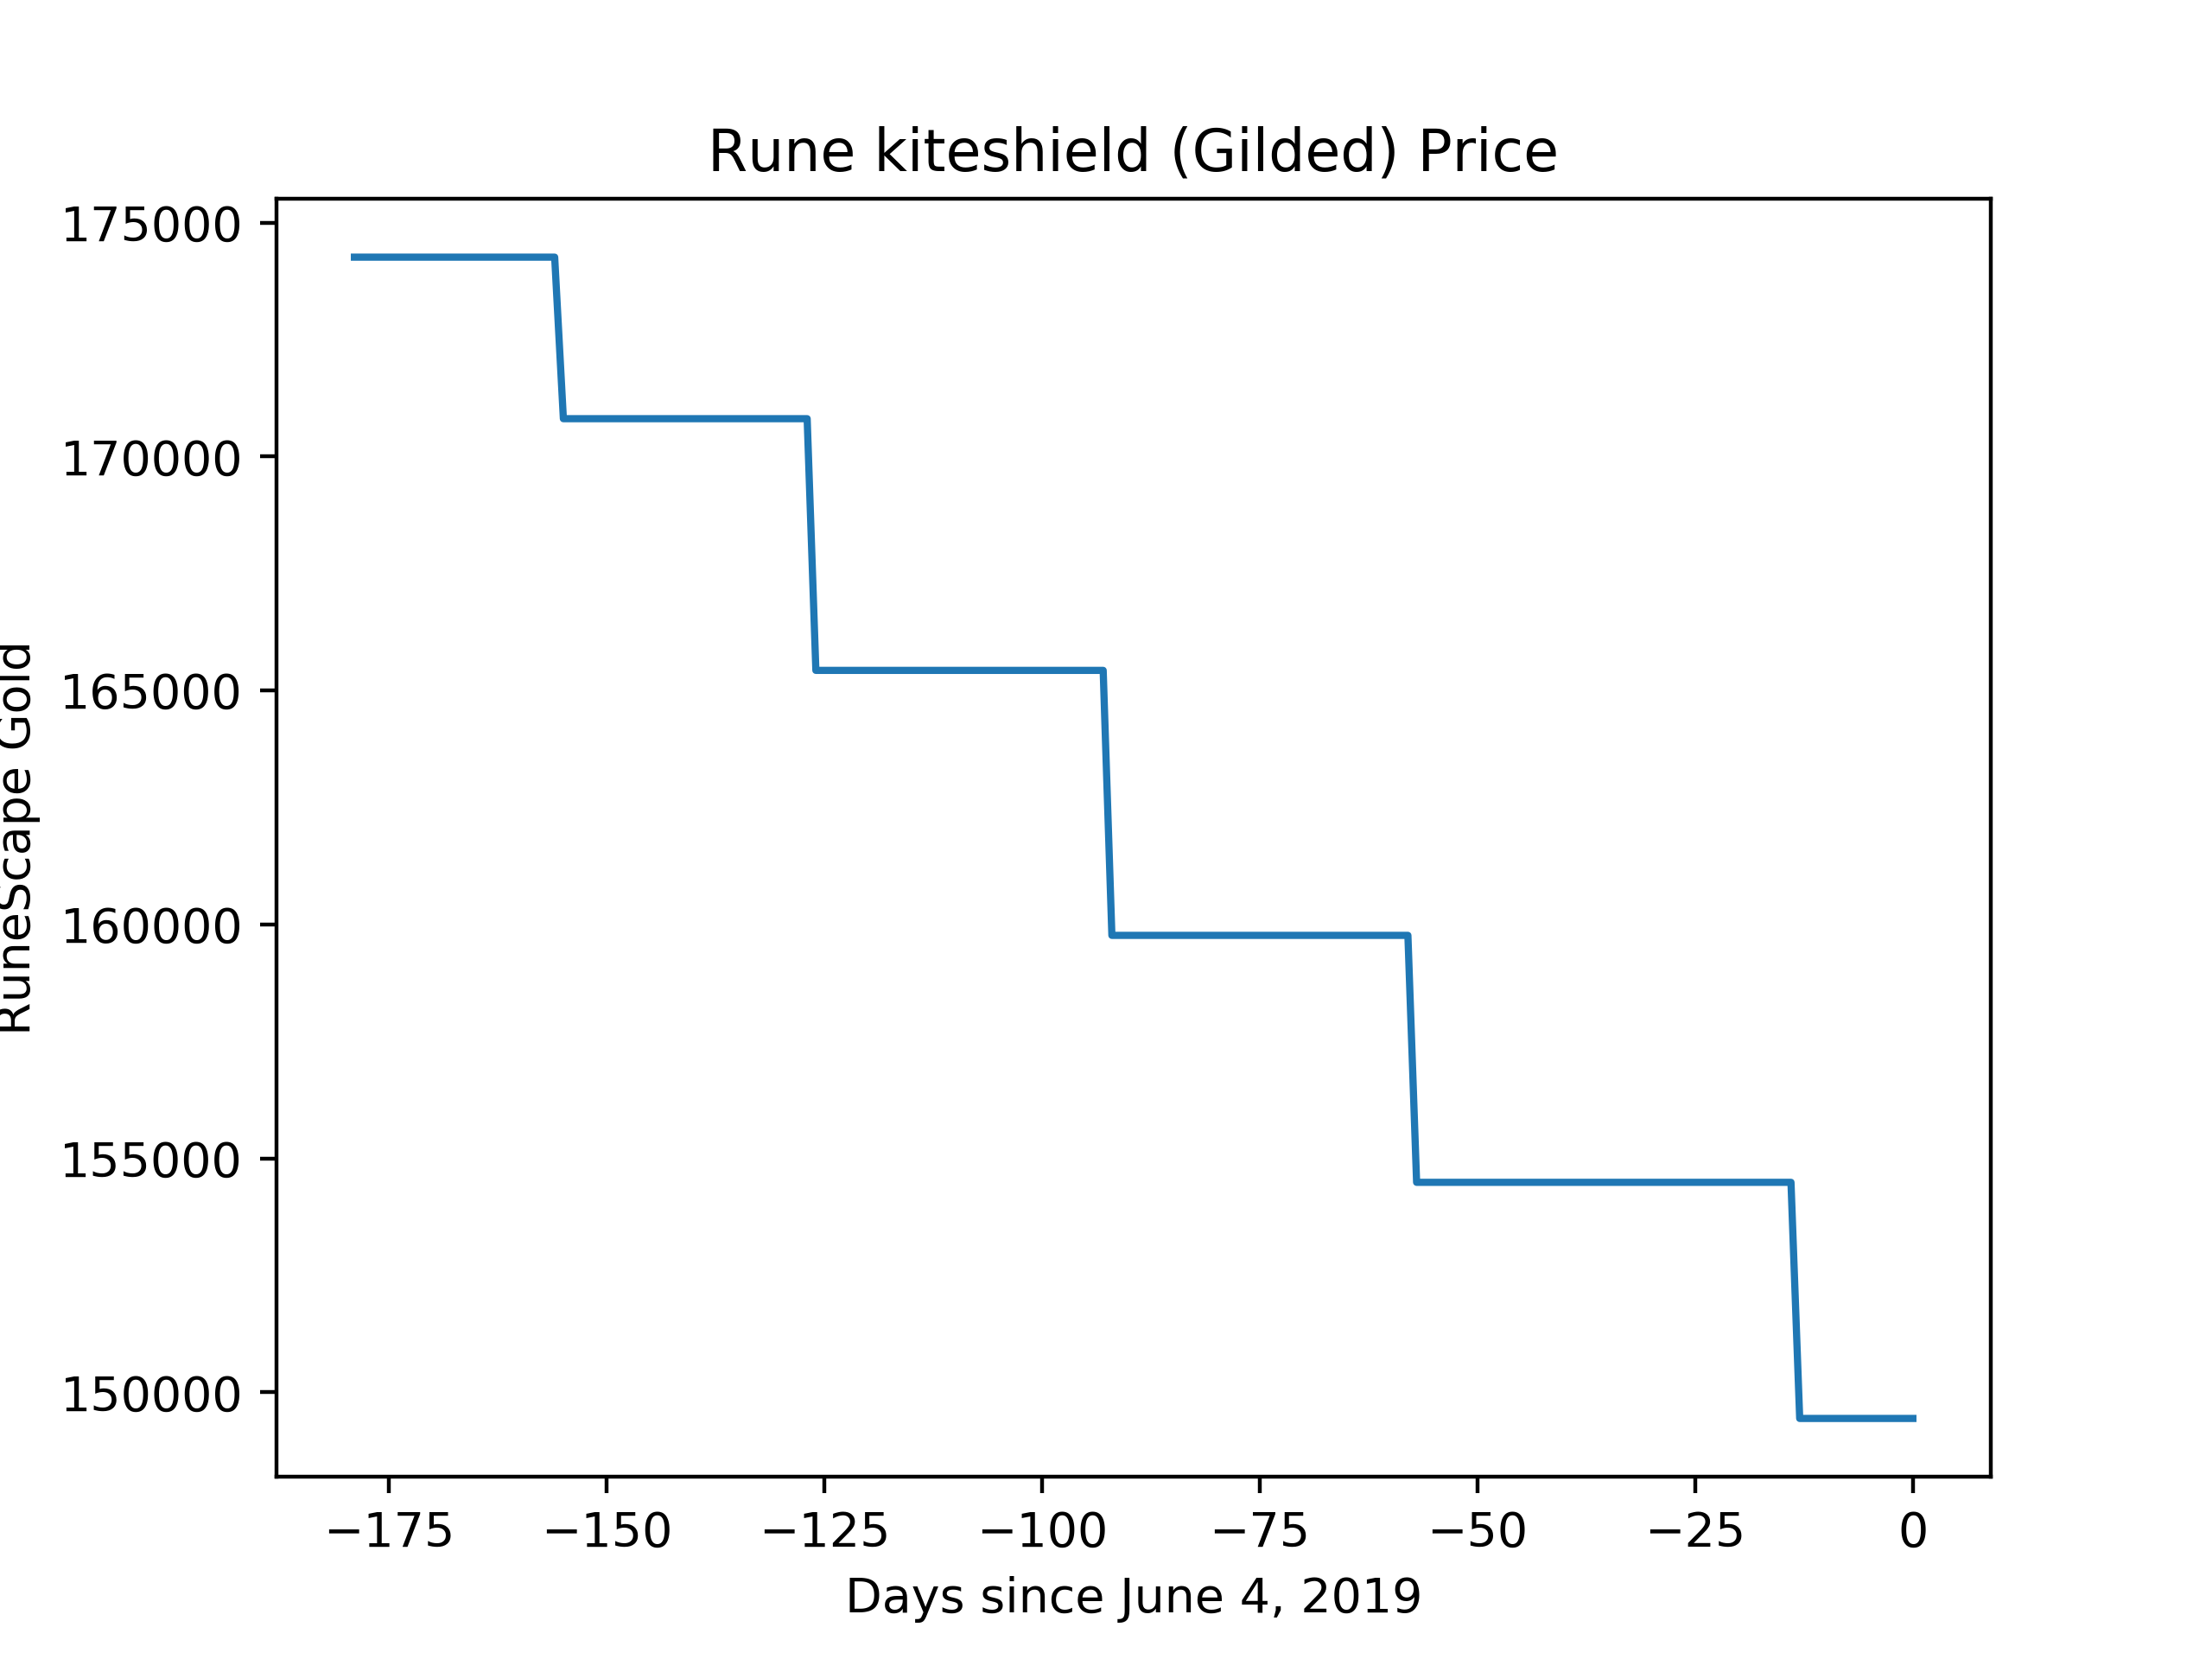 Rune kiteshield (Gilded) Price
175000
170000
165000
160000
155000
150000
RuneScape Gold
−175 −150 −125 −100 −75 −50 −25 0
Days since June 4, 2019